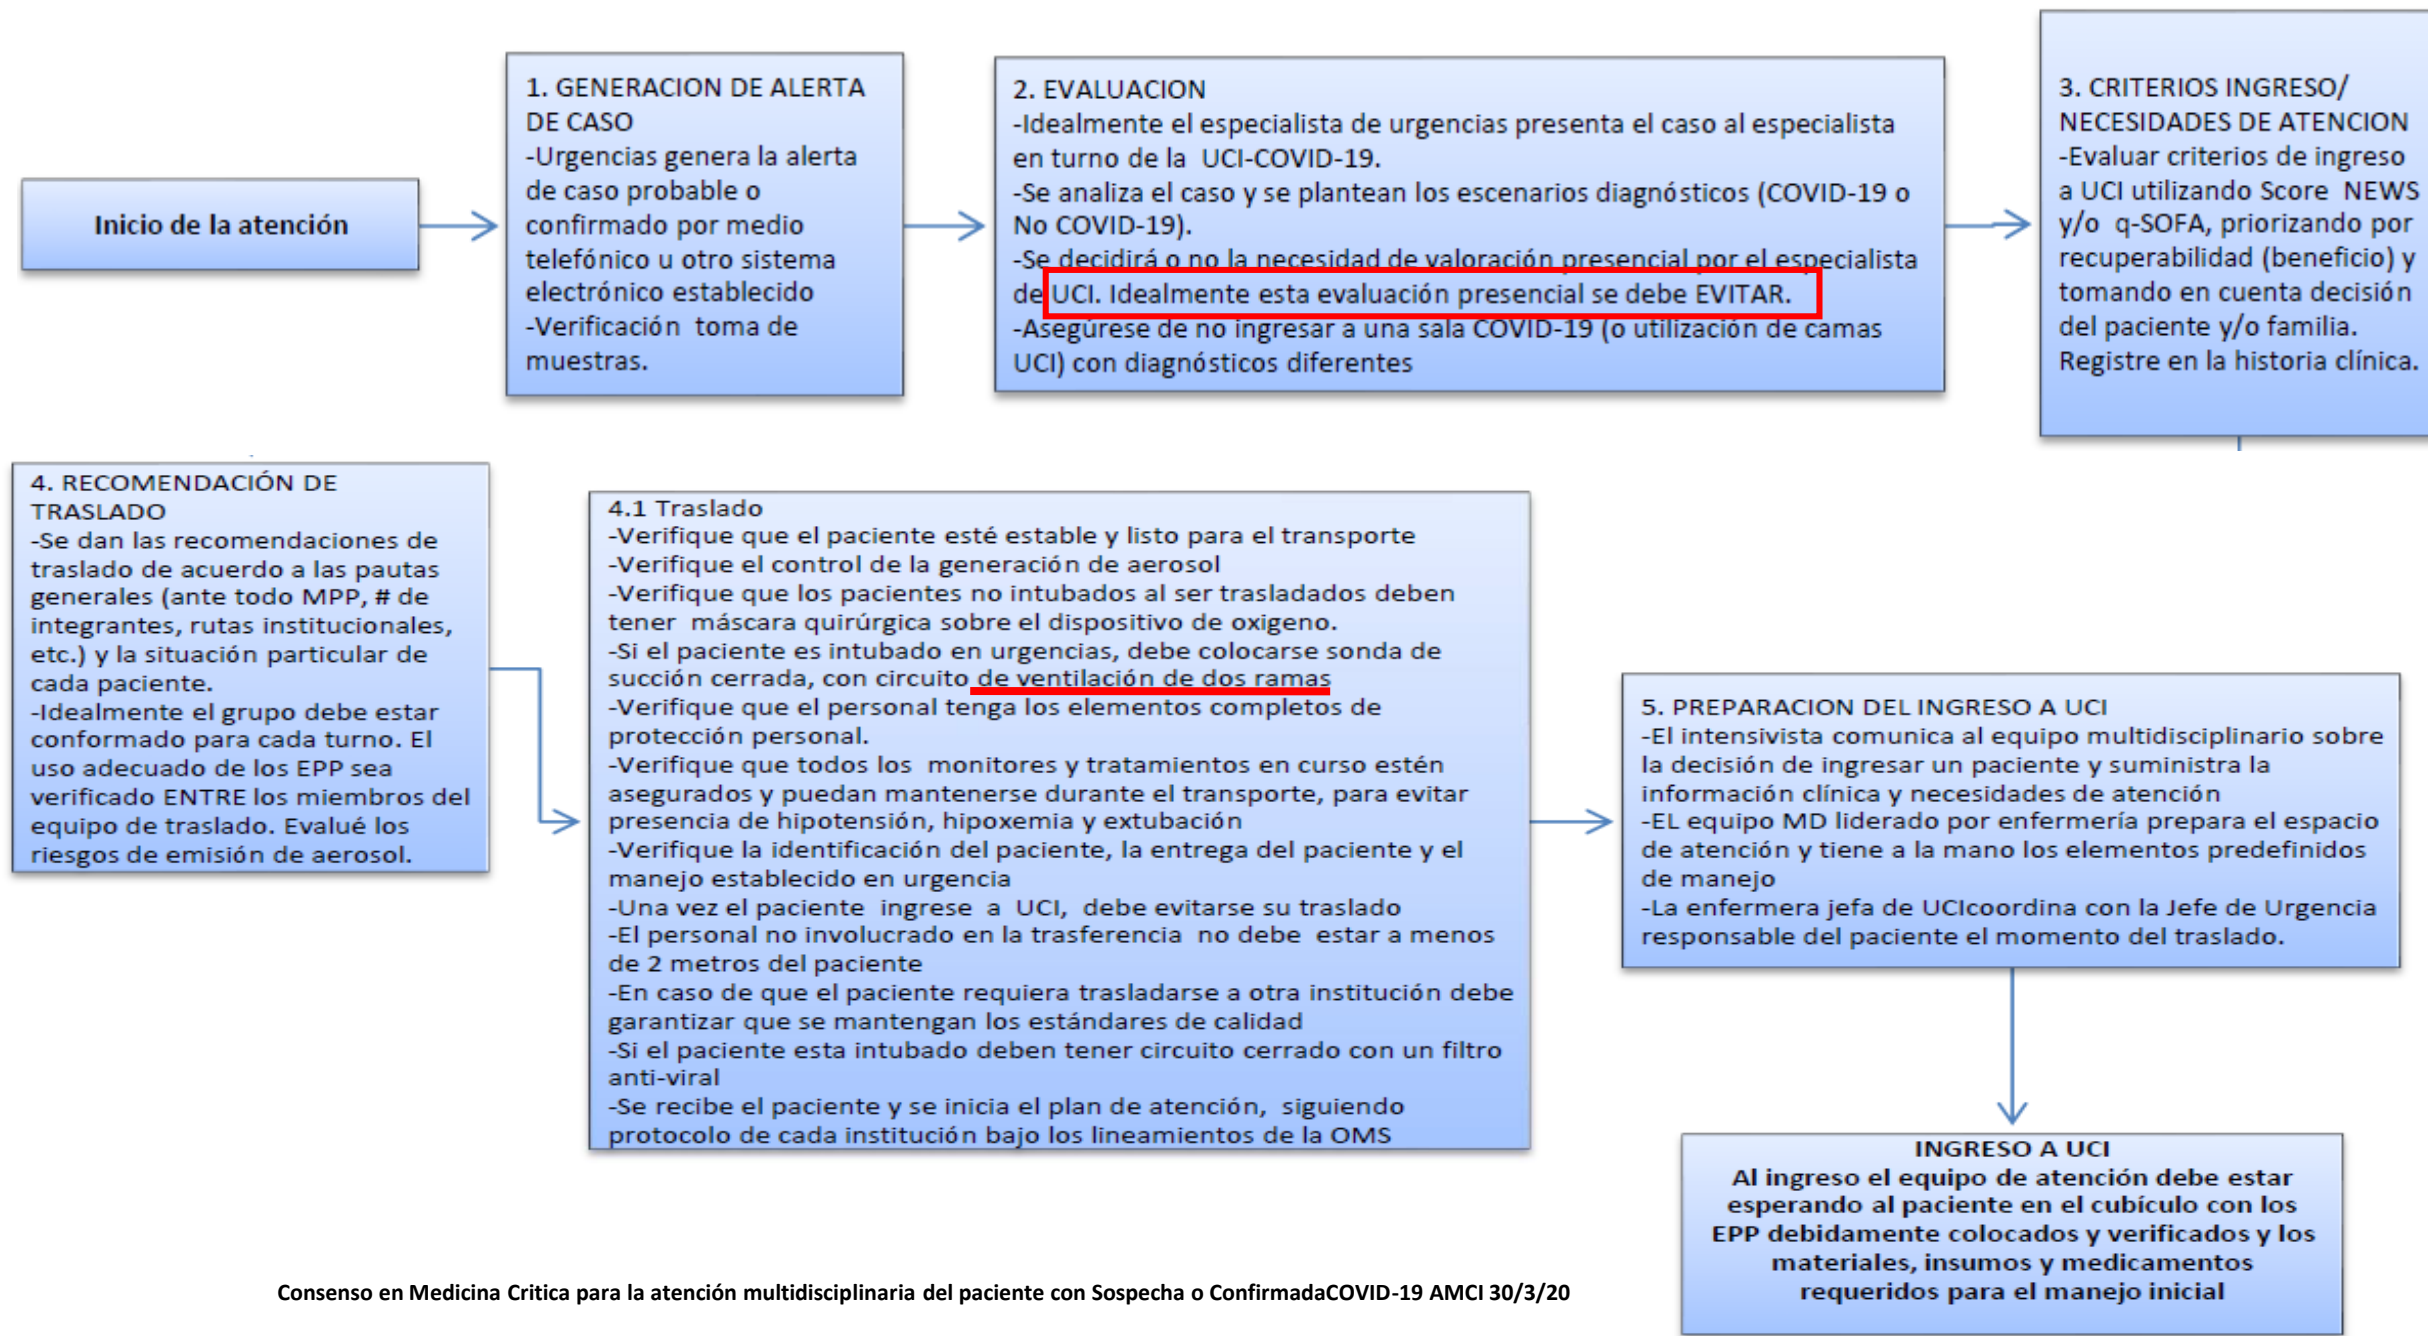 Inicio de la atención
1. GENERACION DE ALERTA
DE CASO
-Urgencias genera la alerta
de caso probable o
confirmado por medio
telefónico u otro sistema
electrónico establecido
-Verificación toma de
muestras.
2. EVALUACION
-Idealmente el especialista de urgencias presenta el caso al especialista
en turno de la UCI-COVID-19.
-Se analiza el caso y se plantean los escenarios diagnósticos (COVID-19 o
No COVID-19).
-Se decidirá o no la necesidad de valoración presencial por el especialista
de UCI. Idealmente esta evaluación presencial se debe EVITAR.
-Asegúrese de no ingresar a una sala COVID-19 (o utilización de camas
UCI) con diagnósticos diferentes
3. CRITERIOS INGRESO/
NECESIDADES DE ATENCION
-Evaluar criterios de ingreso
a UCI utilizando Score NEWS
y/o q-SOFA, priorizando por
recuperabilidad (beneficio) y
tomando en cuenta decisión
del paciente y/o familia.
Registre en la historia clínica.
4. RECOMENDACIÓN DE
TRASLADO
-Se dan las recomendaciones de
traslado de acuerdo a las pautas
generales (ante todo MPP, # de
integrantes, rutas institucionales,
etc.) y la situación particular de
cada paciente.
-Idealmente el grupo debe estar
conformado para cada turno. El
uso adecuado de los EPP sea
verificado ENTRE los miembros del
equipo de traslado. Evalué los
riesgos de emisión de aerosol.
4.1 Traslado
-Verifique que el paciente esté estable y listo para el transporte
-Verifique el control de la generación de aerosol
-Verifique que los pacientes no intubados al ser trasladados deben
tener máscara quirúrgica sobre el dispositivo de oxigeno.
-Si el paciente es intubado en urgencias, debe colocarse sonda de
succión cerrada, con circuito de ventilación de dos ramas
-Verifique que el personal tenga los elementos completos de
protección personal.
-Verifique que todos los monitores y tratamientos en curso estén
asegurados y puedan mantenerse durante el transporte, para evitar
presencia de hipotensión, hipoxemia y extubación
-Verifique la identificación del paciente, la entrega del paciente y el
manejo establecido en urgencia
-Una vez el paciente ingrese a UCI, debe evitarse su traslado
-El personal no involucrado en la trasferencia no debe estar a menos
de 2 metros del paciente
-En caso de que el paciente requiera trasladarse a otra institución debe
garantizar que se mantengan los estándares de calidad
-Si el paciente esta intubado deben tener circuito cerrado con un filtro
anti-viral
-Se recibe el paciente y se inicia el plan de atención, siguiendo
protocolo de cada institución bajo los lineamientos de la OMS
5. PREPARACION DEL INGRESO A UCI
-El intensivista comunica al equipo multidisciplinario sobre
la decisión de ingresar un paciente y suministra la
información clínica y necesidades de atención
-EL equipo MD liderado por enfermería prepara el espacio
de atención y tiene a la mano los elementos predefinidos
de manejo
-La enfermera jefa de UCIcoordina con la Jefe de Urgencia
responsable del paciente el momento del traslado.
INGRESO A UCI
Al ingreso el equipo de atención debe estar
esperando al paciente en el cubículo con los
EPP debidamente colocados y verificados y los
materiales, insumos y medicamentos
requeridos para el manejo inicial
Consenso en Medicina Critica para la atención multidisciplinaria del paciente con Sospecha o ConfirmadaCOVID-19 AMCI 30/3/20